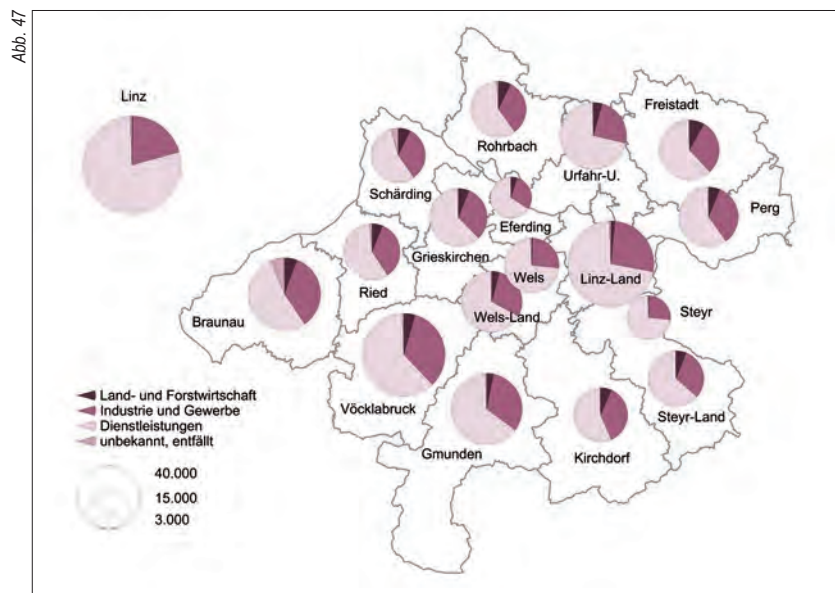 Abb. 47
Linz
Freistadt
Rohrbach
Urfahr-U.
Schärding
Perg
Eferding
Grieskirchen
Wels
Linz-Land
Ried
Steyr
Braunau
Wels-Land
Land- und Forstwirtschaft
Industrie und Gewerbe
Dienstleistungen
unbekannt, entfällt
Vöcklabruck
Steyr-Land
Gmunden
Kirchdorf
40.000
15.000
3.000